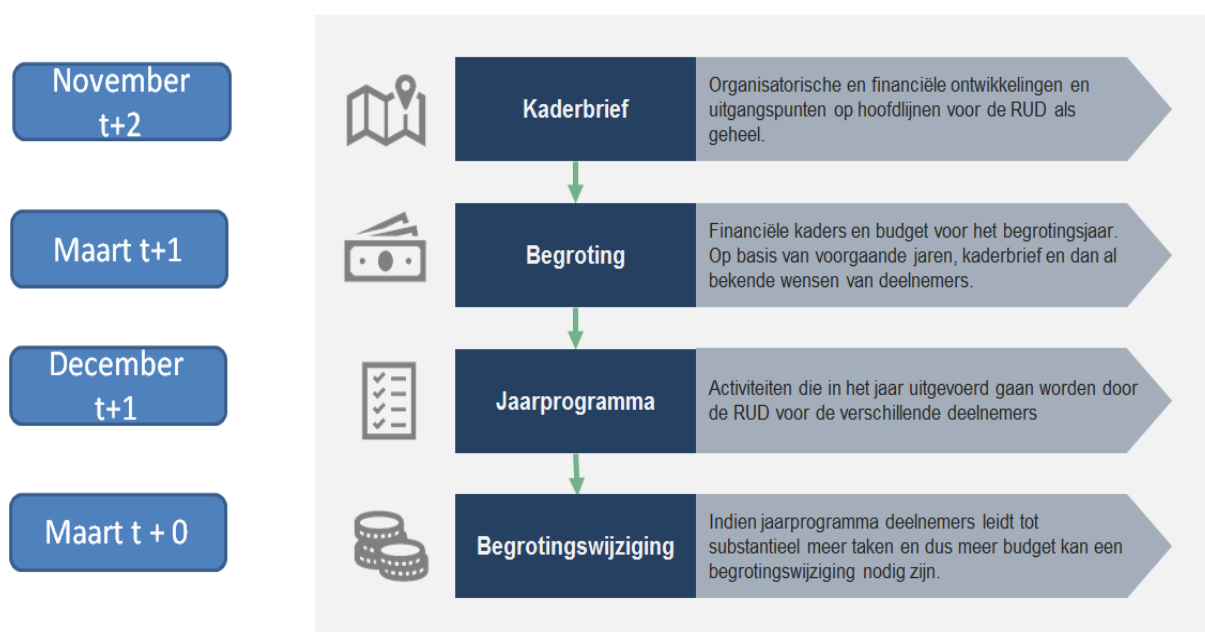 November
t+2
Kaderbrief
Organisatorische en financiële ontwikkelingen en
uitgangspunten op hoofdlijnen voor de RUD als
geheel.
Maart t+1
Begroting
Financiële kaders en budget voor het begrotingsjaar.
Op basis van voorgaande jaren, kaderbrief en dan al
bekende wensen van deelnemers.
December
t+1
Jaarprogramma
Activiteiten die in het jaar uitgevoerd gaan worden door
de RUD voor de verschillende deelnemers
Maart t + 0
Begrotingswijziging
Indien jaarprogramma deelnemers leidt tot
substantieel meer taken en dus meer budget kan een
begrotingswijziging nodig zijn.